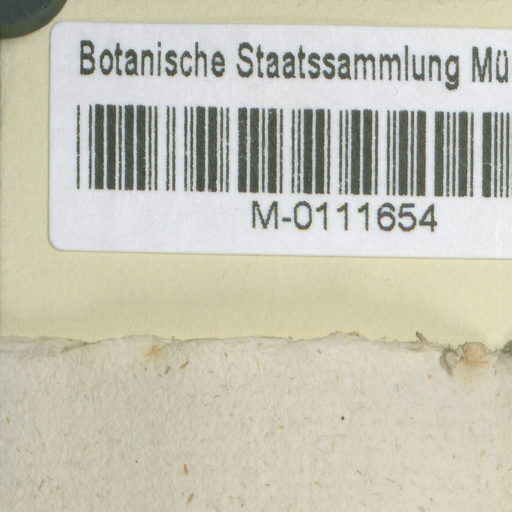 Botanische Staatssammlung Mü
M-0111654